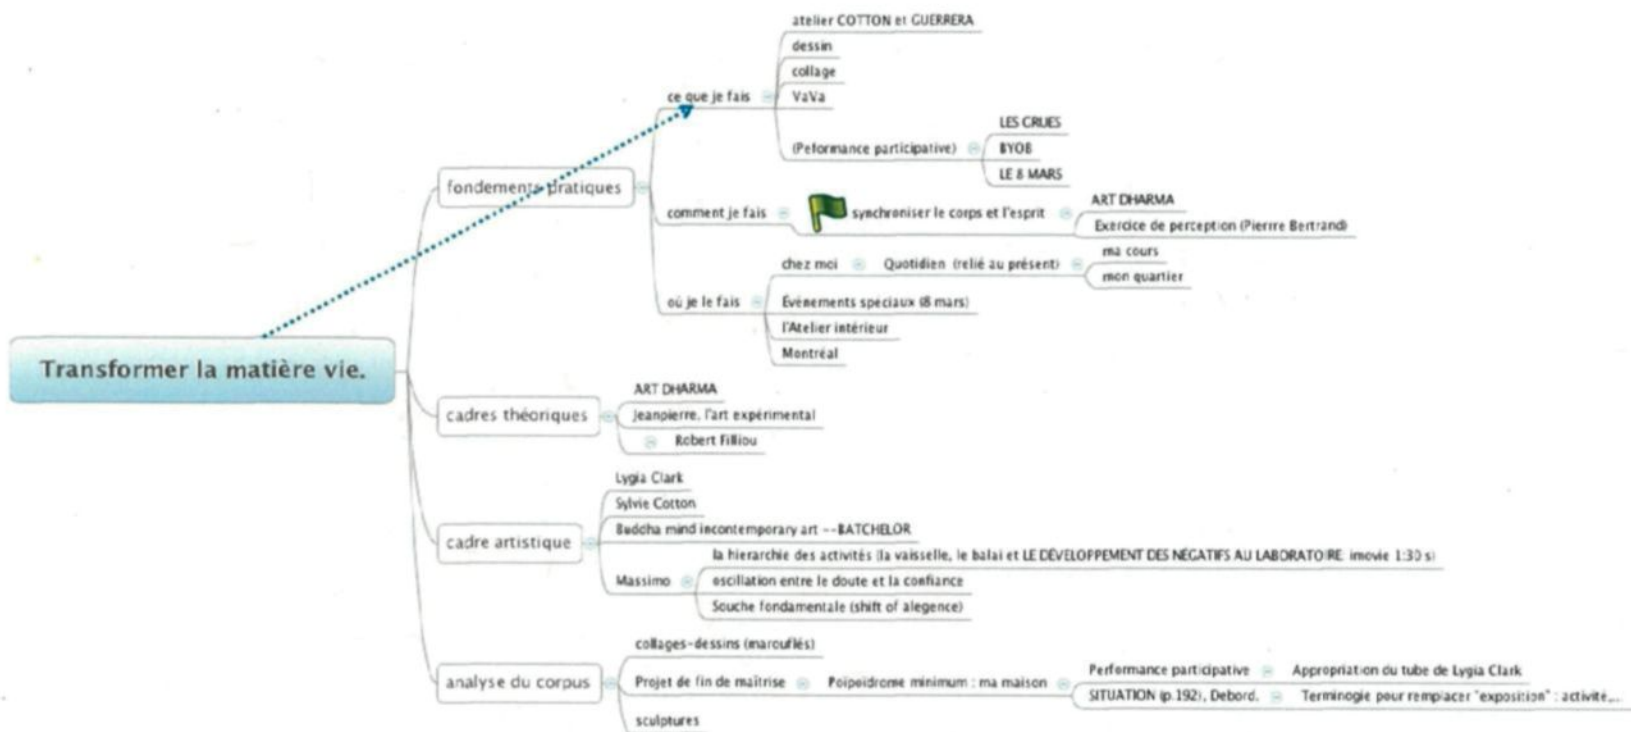 Transformer la matière vie.
fondements pratiques
ce que je fais
atelier COTTON et GUERRERA
dessin
collage
VaVa
(Peformance participative)
LES CRUES
BYOB
LE 8 MARS
comment je fais
synchroniser le corps et l'esprit
ART DHARMA
Exercice de perception (Pierrre Bertrand)
où je le fais
chez moi
Quotidien (relié au présent)
ma cours
mon quartier
Événements spéciaux (8 mars)
l'Atelier intérieur
Montréal
cadres théoriques
ART DHARMA
Jeanpierre, l'art expérimental
Robert Filliou
cadre artistique
Lygia Clark
Sylvie Cotton
Buddha mind incontemporary art --BATCHELOR
Massimo
la hierarchie des activités (la vaisselle, le balai et LE DÉVELOPPEMENT DES NÉGATIFS AU LABORATOIRE: imovie 1:30 s)
oscillation entre le doute et la confiance
Souche fondamentale (shift of alegence)
analyse du corpus
collages-dessins (marouflés)
Projet de fin de maîtrise
Poïpoïdrome minimum : ma maison
Performance participative
Appropriation du tube de Lygia Clark
SITUATION (p.192), Debord.
Terminogie pour remplacer "exposition" : activité,...
sculptures